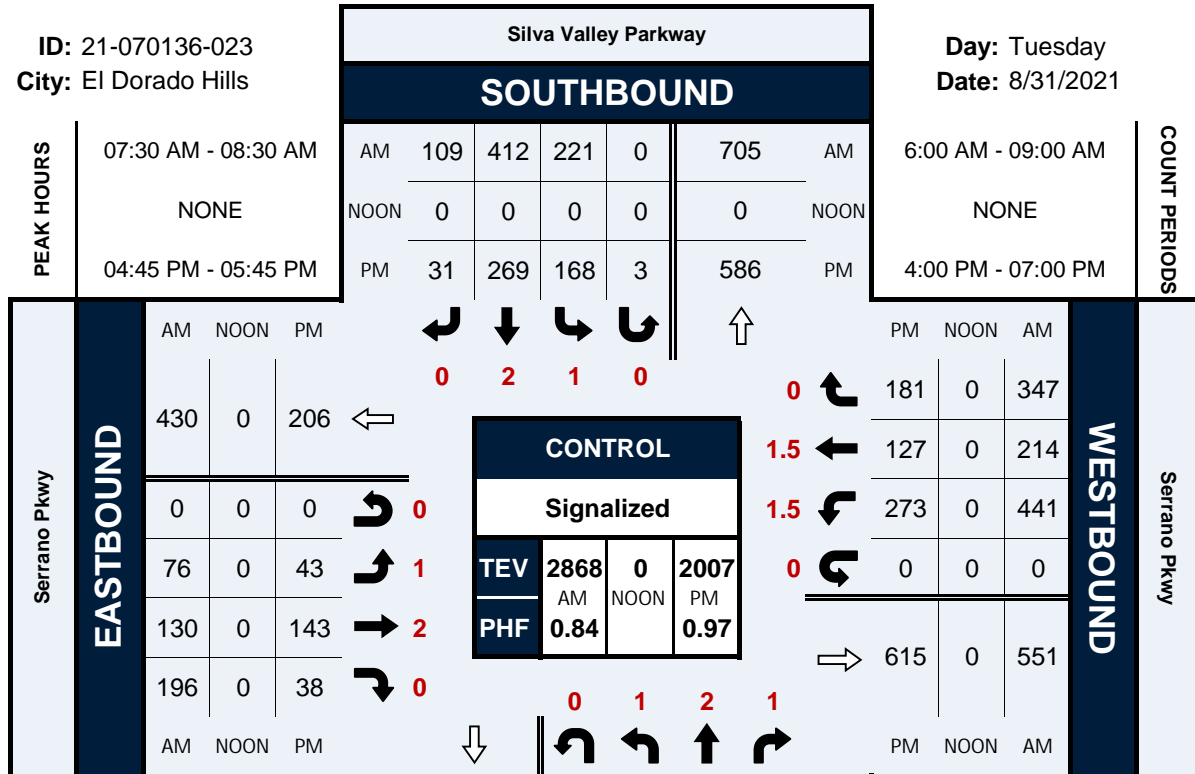 Silva Valley Parkway
ID: 21-070136-023
City: El Dorado Hills
Day: Tuesday
Date: 8/31/2021
SOUTHBOUND
PEAK HOURS
07:30 AM - 08:30 AM
NONE
04:45 PM - 05:45 PM
AM 109 412 221 0 705 AM
NOON 0 0 0 0 0 NOON
PM 31 269 168 3 586 PM
6:00 AM - 09:00 AM
NONE
4:00 PM - 07:00 PM
COUNT PERIODS
0 2 1 0
Serrano Pkwy
EASTBOUND
AM NOON PM
430 0 206
0 0 0 0
76 0 43 1
130 0 143 2
196 0 38 0
AM NOON PM
CONTROL
Signalized
TEV 2868 0 2007
AM NOON PM
PHF 0.84 0.97
PM NOON AM
0 181 0 347
1.5 127 0 214
1.5 273 0 441
0 0 0 0
615 0 551
PM NOON AM
WESTBOUND
Serrano Pkwy
0 1 2 1